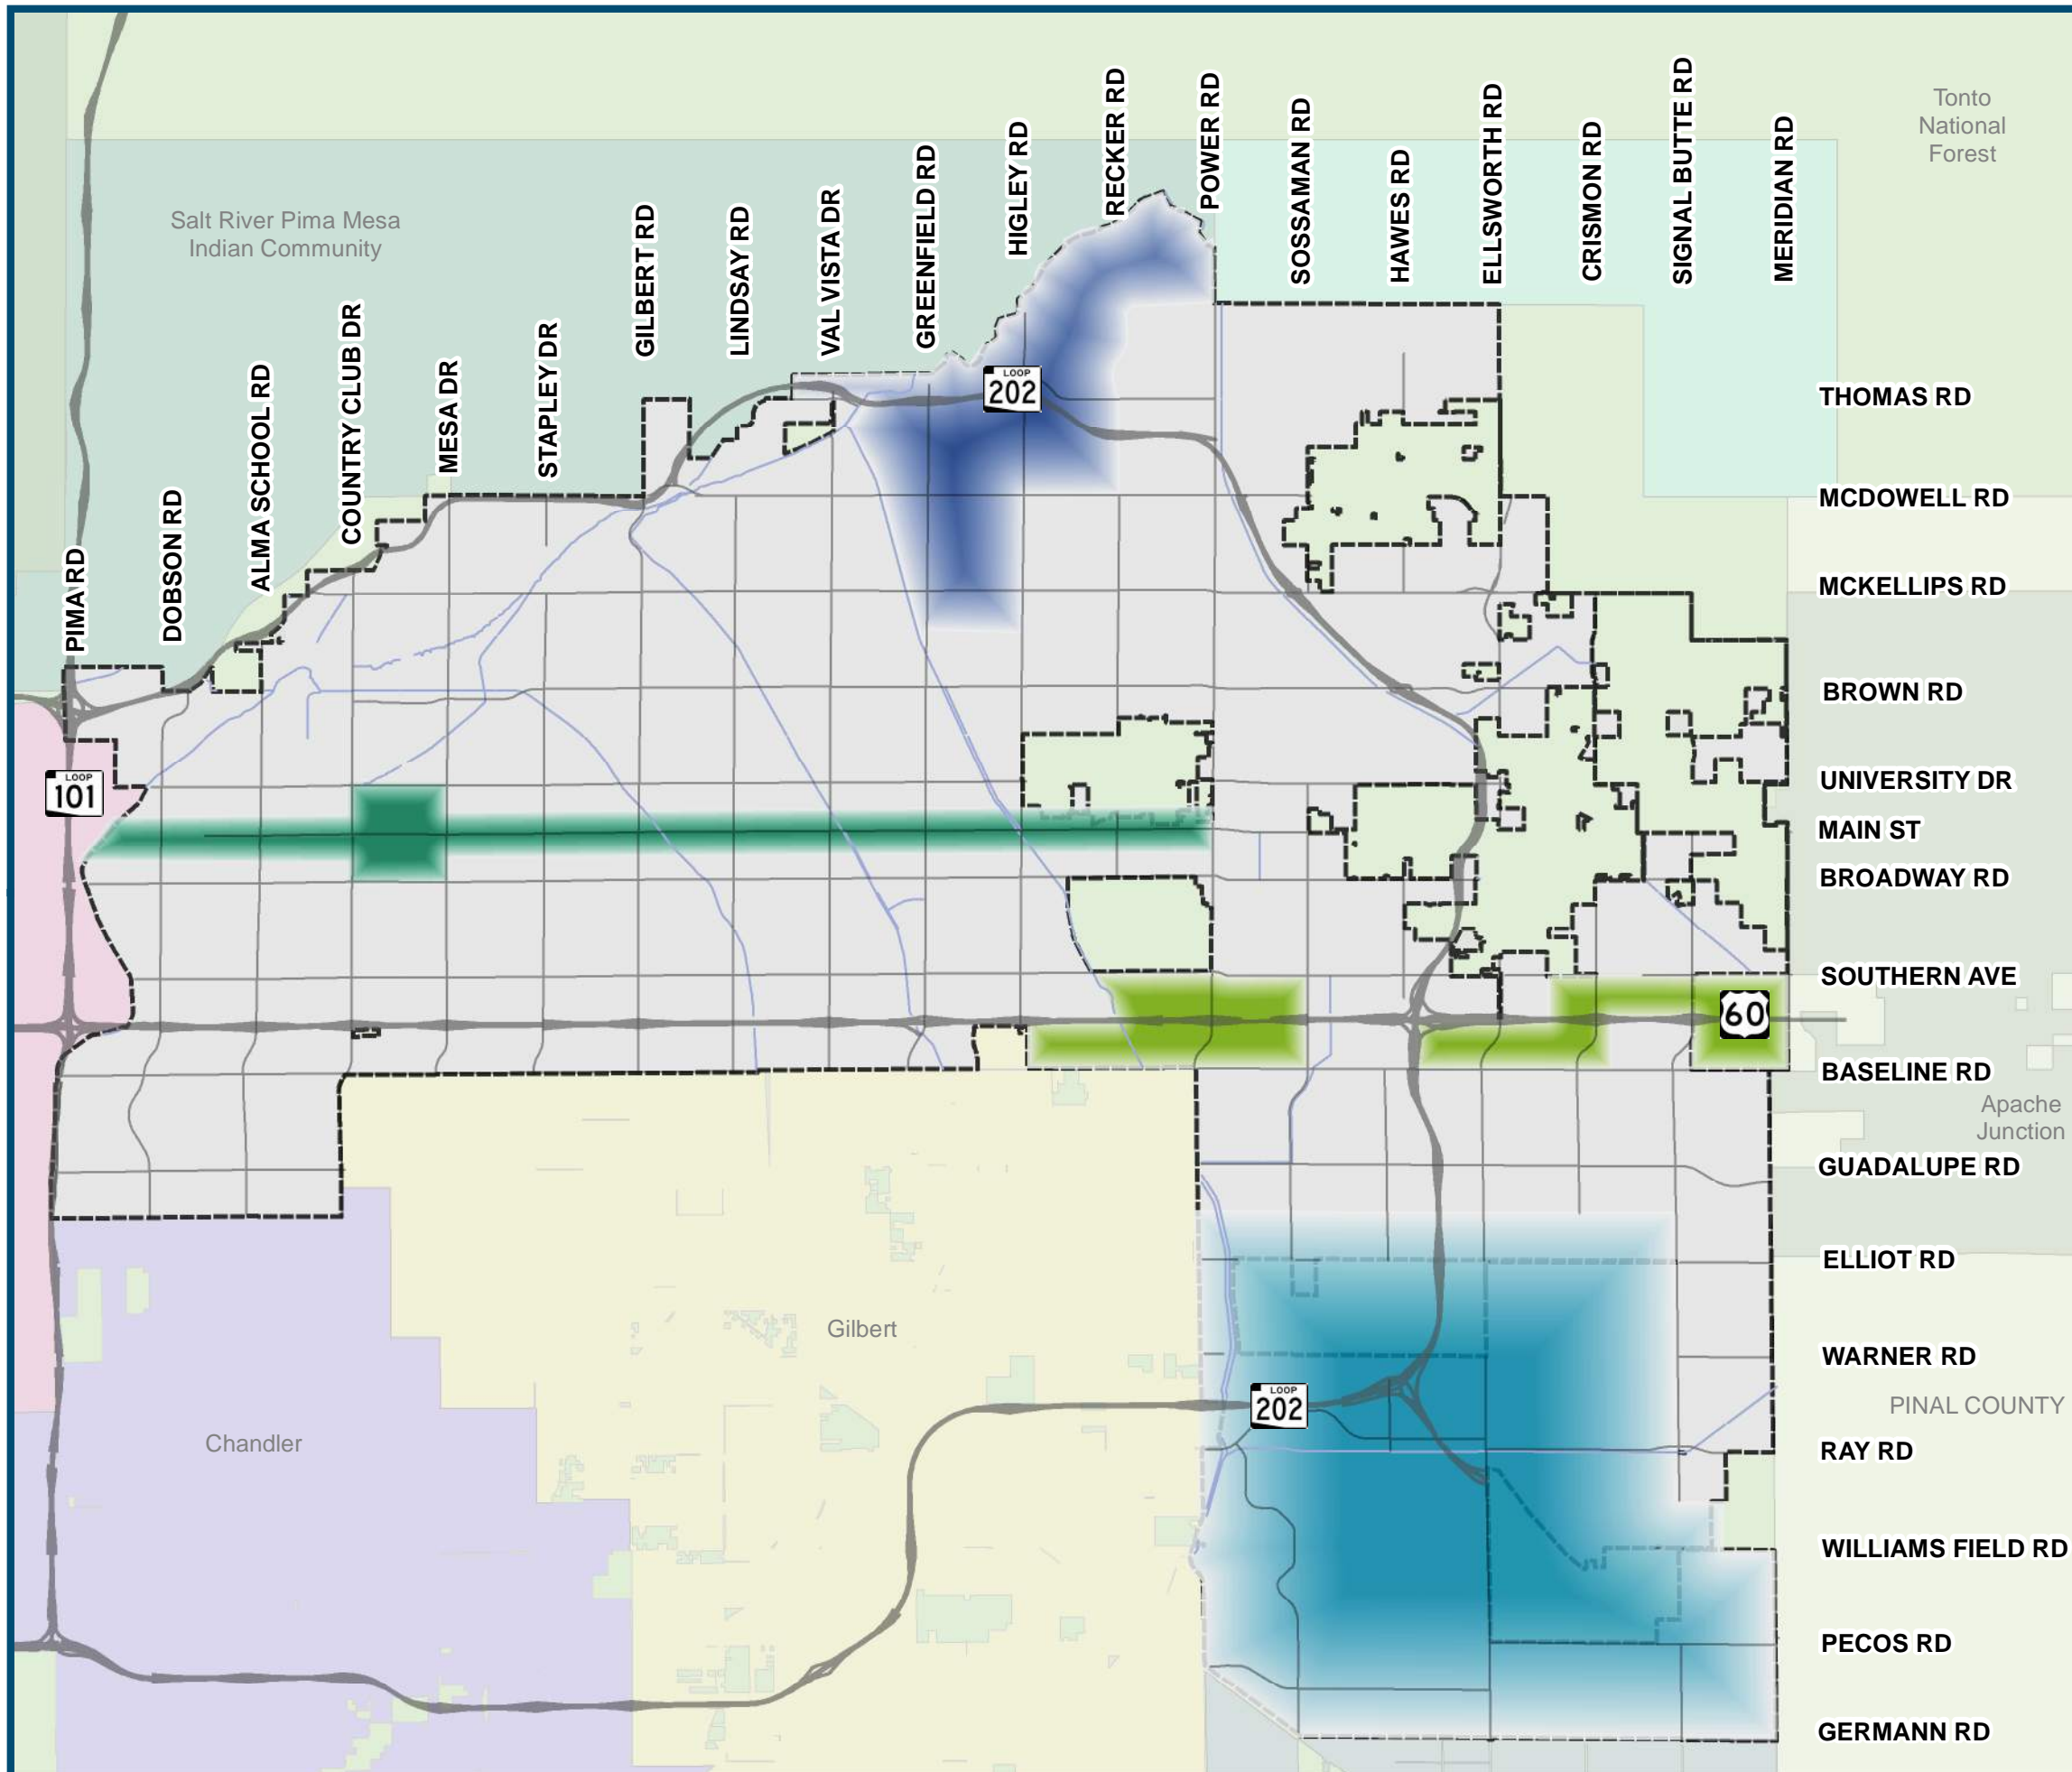 Tonto
National
Forest
Salt River Pima Mesa
Indian Community
PIMA RD
DOBSON RD
ALMA SCHOOL RD
COUNTRY CLUB DR
MESA DR
STAPLEY DR
GILBERT RD
LINDSAY RD
VAL VISTA DR
GREENFIELD RD
HIGLEY RD
RECKER RD
POWER RD
SOSSAMAN RD
HAWES RD
ELLSWORTH RD
CRISMON RD
SIGNAL BUTTE RD
MERIDIAN RD
LOOP
202
THOMAS RD
MCDOWELL RD
MCKELLIPS RD
BROWN RD
LOOP
101
UNIVERSITY DR
MAIN ST
BROADWAY RD
SOUTHERN AVE
60
BASELINE RD
Apache
Junction
GUADALUPE RD
ELLIOT RD
Gilbert
WARNER RD
LOOP
202
PINAL COUNTY
Chandler
RAY RD
WILLIAMS FIELD RD
PECOS RD
GERMANN RD